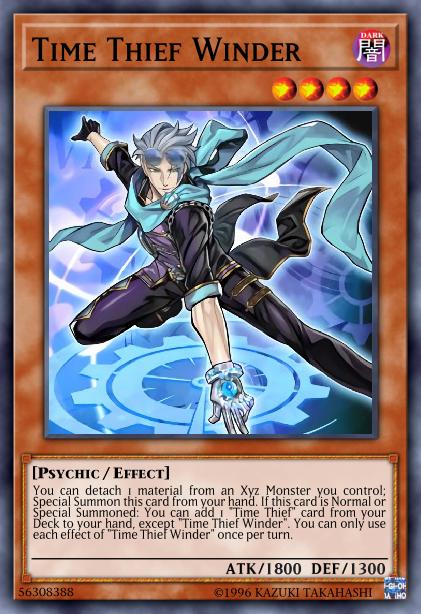 TIME THIEF WINDER
DARK
闇
[PSYCHIC / EFFECT]
You can detach 1 material from an Xyz Monster you control;
Special Summon this card from your hand. If this card is Normal or
Special Summoned: You can add 1 "Time Thief" card from your
Deck to your hand, except "Time Thief Winder". You can only use
each effect of "Time Thief Winder" once per turn.
ATK/1800 DEF/1300
56308388
©1996 KAZUKI TAKAHASHI